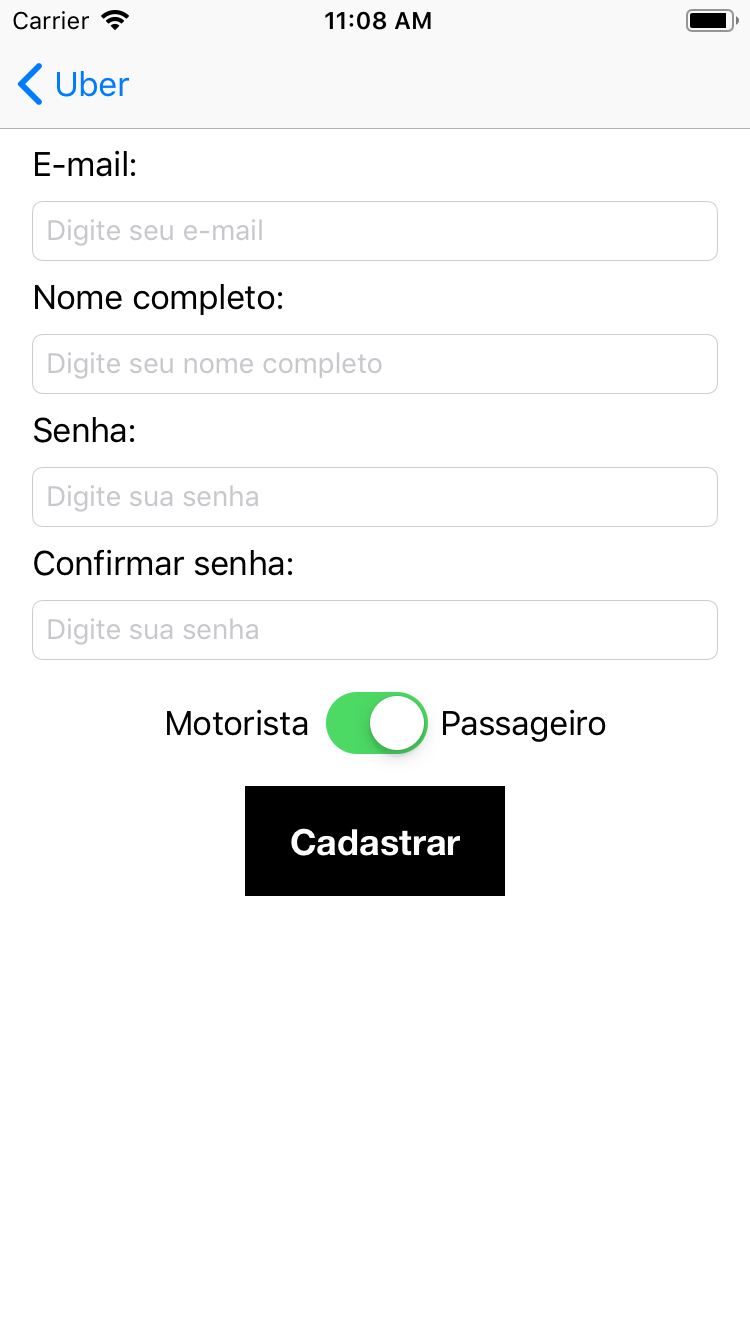 Carrier 11:08 AM
Uber
E-mail:
Digite seu e-mail
Nome completo:
Digite seu nome completo
Senha:
Digite sua senha
Confirmar senha:
Digite sua senha
Motorista Passageiro
Cadastrar